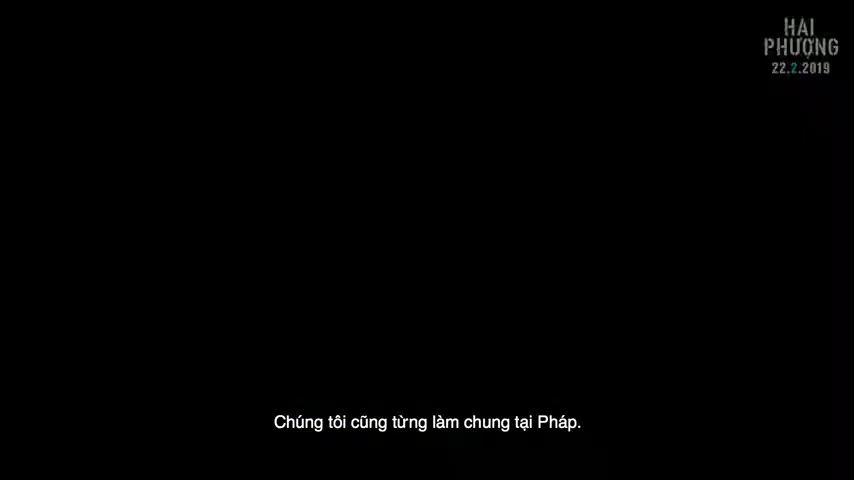 HAI
PHƯỢNG
22.2.2019
Chúng tôi cũng từng làm chung tại Pháp.